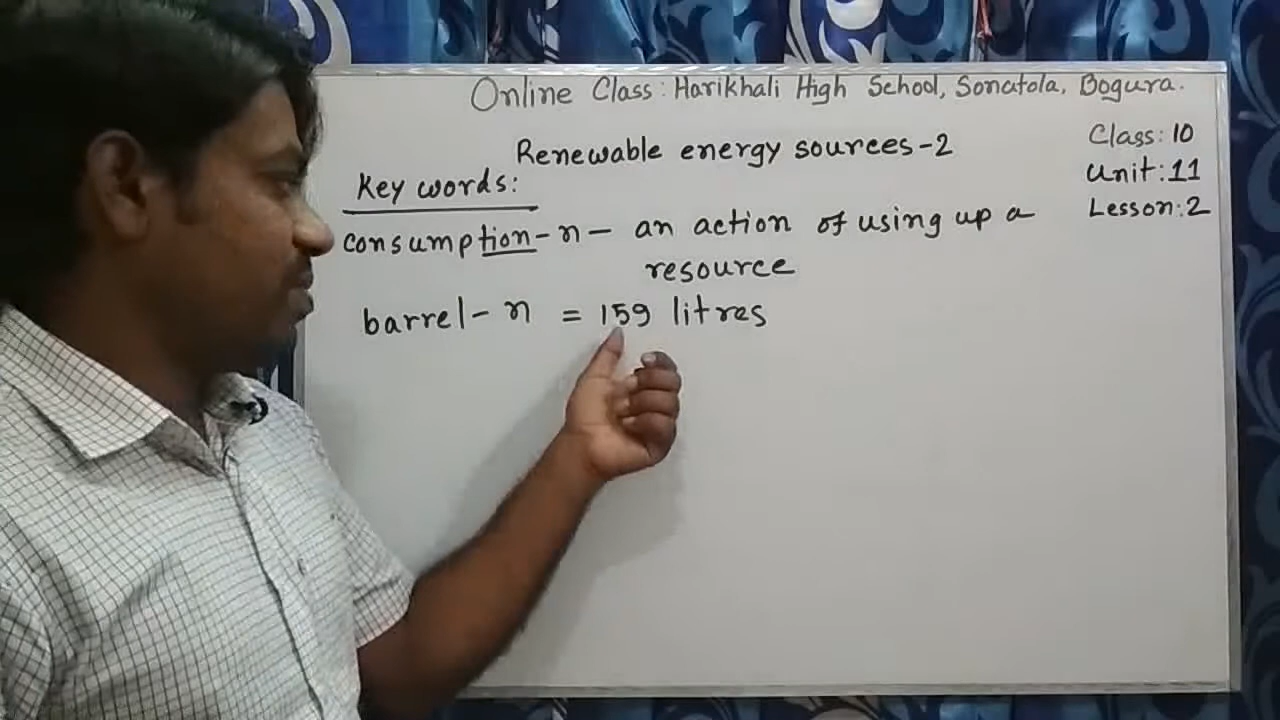 Online Class: Harikhali High School, Sonatola, Bogura.
Renewable energy sources-2
Class: 10
Unit: 11
Lesson: 2
Key words:
consumption - n - an action of using up a
resource
barrel - n = 159 litres